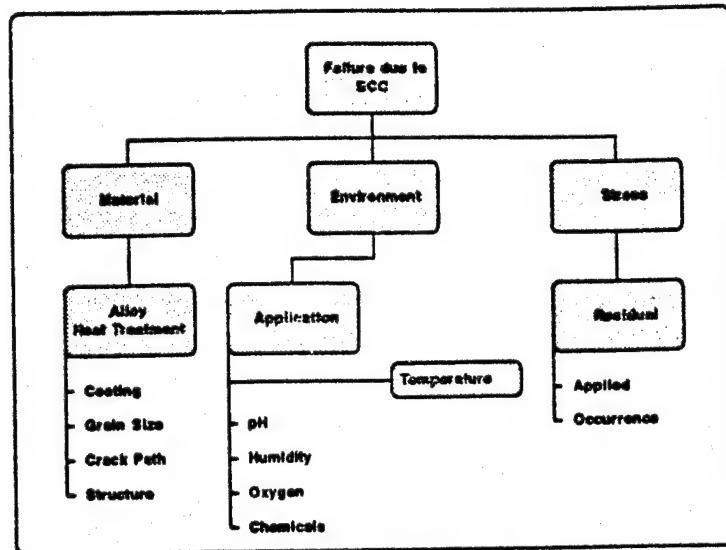 Failure due to
SCC
Material
Environment
Stress
Alloy
Heat Treatment
Application
Residual
Temperature
Coating
Grain Size
Crack Path
Structure
pH
Humidity
Oxygen
Chemicals
Applied
Occurrence